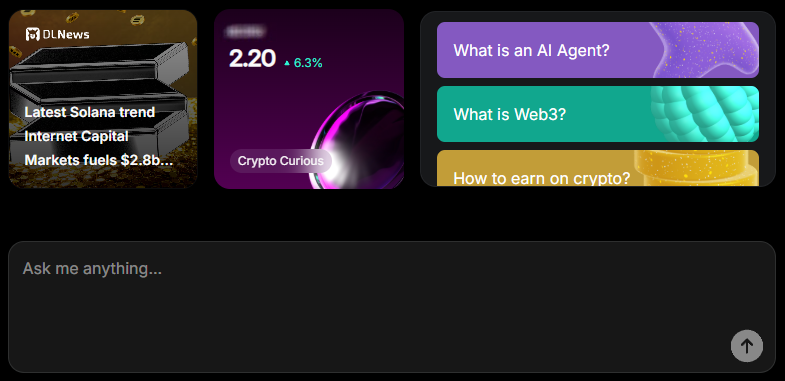 DLNews
Latest Solana trend
Internet Capital
Markets fuels $2.8b...
2.20 ▲ 6.3%
Crypto Curious
What is an AI Agent?
What is Web3?
How to earn on crypto?
Ask me anything...